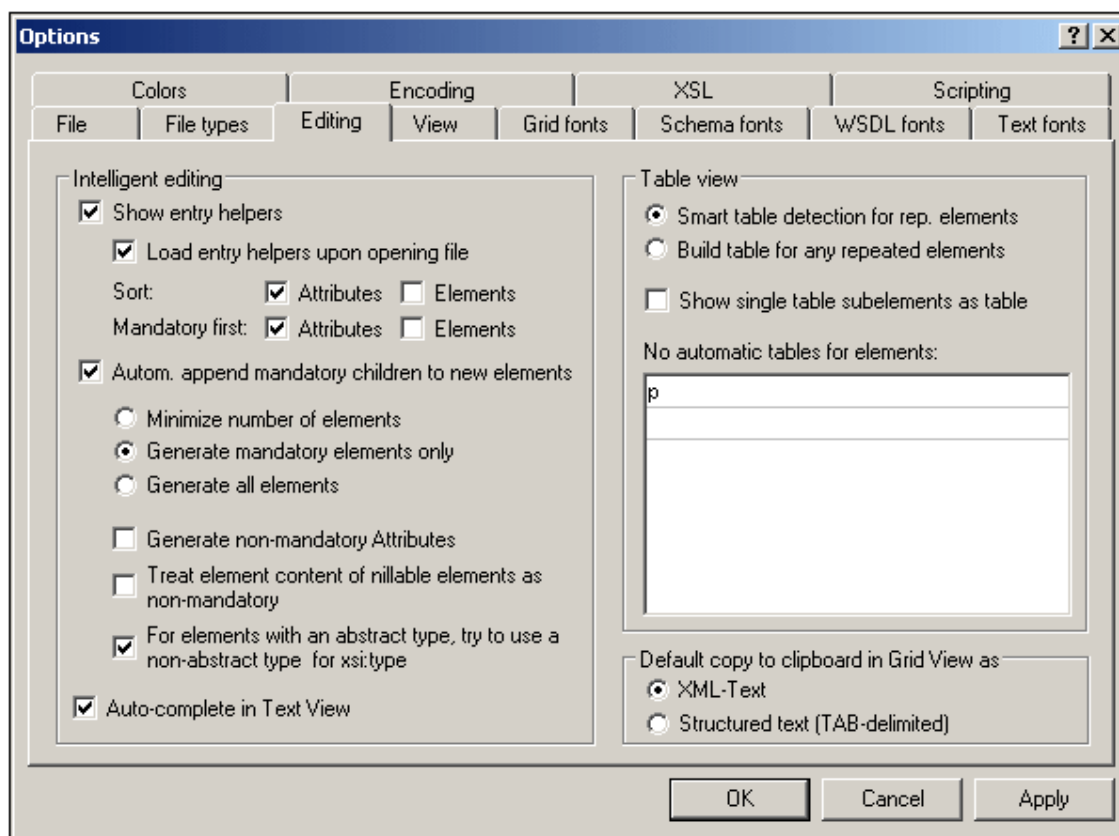 Options
Colors Encoding XSL Scripting
File File types Editing View Grid fonts Schema fonts WSDL fonts Text fonts
Intelligent editing
Show entry helpers
Load entry helpers upon opening file
Sort: Attributes Elements
Mandatory first: Attributes Elements
Autom. append mandatory children to new elements
Minimize number of elements
Generate mandatory elements only
Generate all elements
Generate non-mandatory Attributes
Treat element content of nillable elements as
non-mandatory
For elements with an abstract type, try to use a
non-abstract type for xsi:type
Auto-complete in Text View
Table view
Smart table detection for rep. elements
Build table for any repeated elements
Show single table subelements as table
No automatic tables for elements:
p
Default copy to clipboard in Grid View as
XML-Text
Structured text (TAB-delimited)
OK Cancel Apply